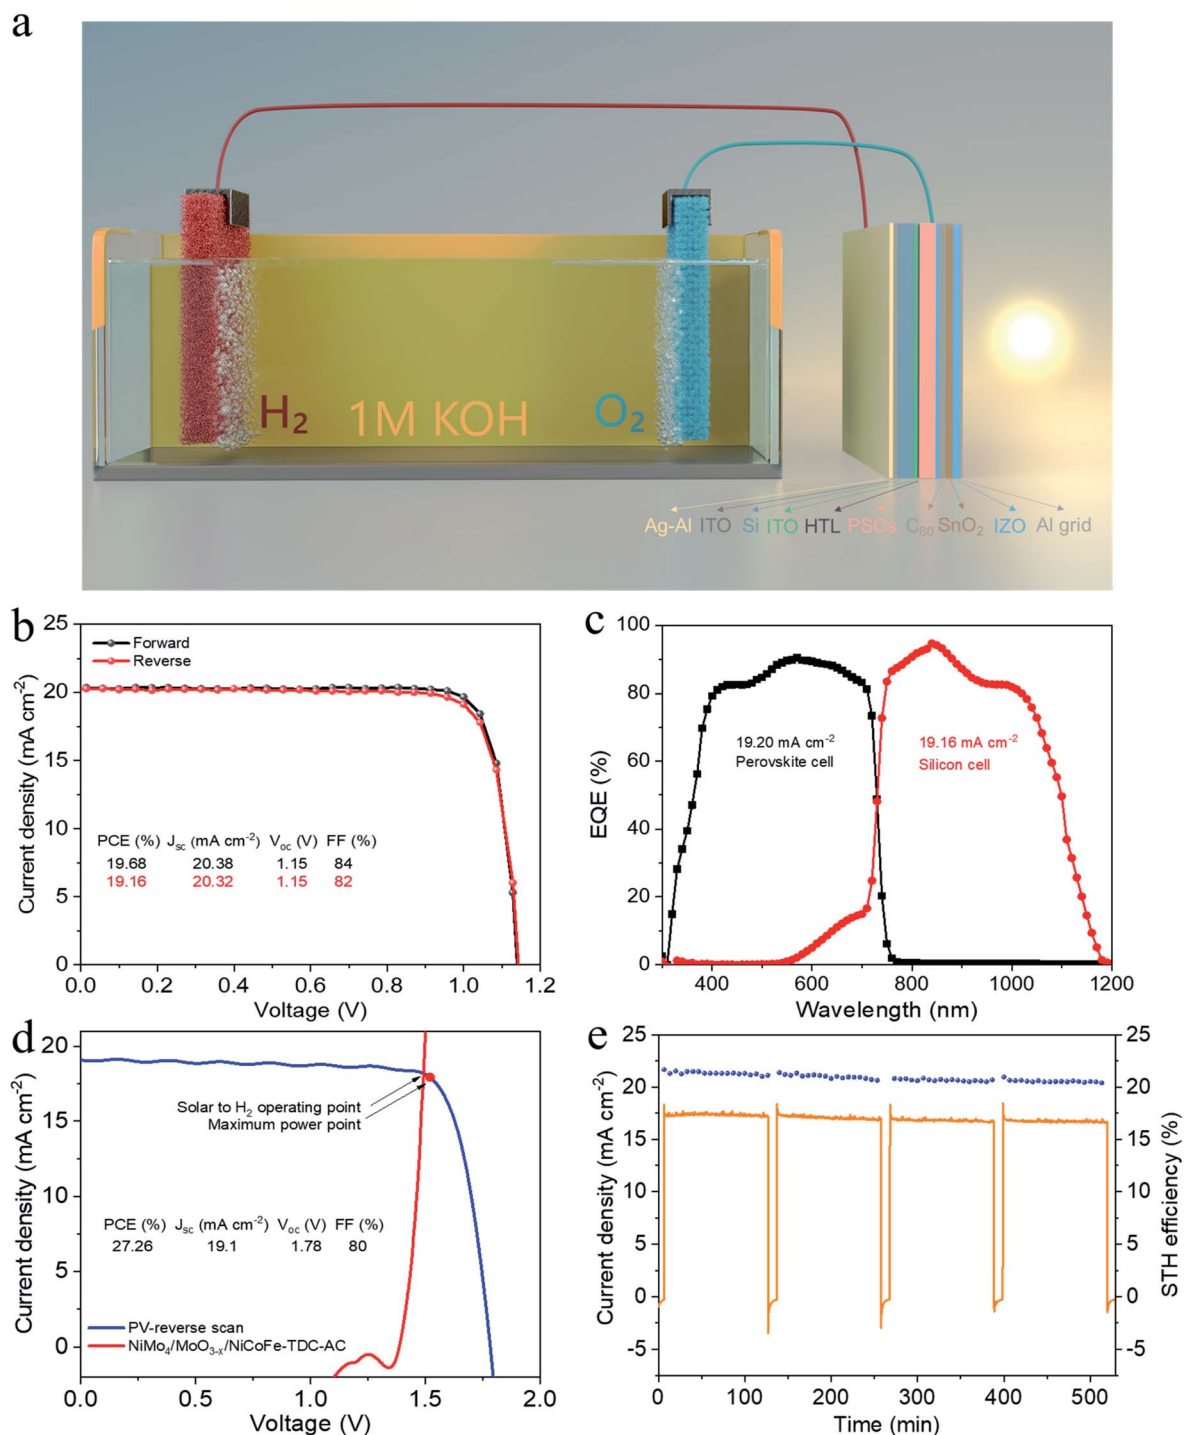 a
H₂
1M KOH
O₂
Ag-Al ITO Si ITO HTL PSCs C₆₀ SnO₂ IZO Al grid
b
25
20
15
10
5
0
Current density (mA cm⁻²)
Forward
Reverse
PCE (%) Jsc (mA cm⁻²) Voc (V) FF (%)
19.68 20.38 1.15 84
19.16 20.32 1.15 82
0.0 0.2 0.4 0.6 0.8 1.0 1.2
Voltage (V)
c
100
80
60
40
20
0
EQE (%)
19.20 mA cm⁻²
Perovskite cell
19.16 mA cm⁻²
Silicon cell
400 600 800 1000 1200
Wavelength (nm)
d
20
15
10
5
0
Current density (mA cm⁻²)
Solar to H₂ operating point
Maximum power point
PCE (%) Jsc (mA cm⁻²) Voc (V) FF (%)
27.26 19.1 1.78 80
PV-reverse scan
NiMo₄/MoO₃₋ₓ/NiCoFe-TDC-AC
0.0 0.5 1.0 1.5 2.0
Voltage (V)
e
25
20
15
10
5
0
-5
Current density (mA cm⁻²)
25
20
15
10
5
0
-5
STH efficiency (%)
0 100 200 300 400 500
Time (min)